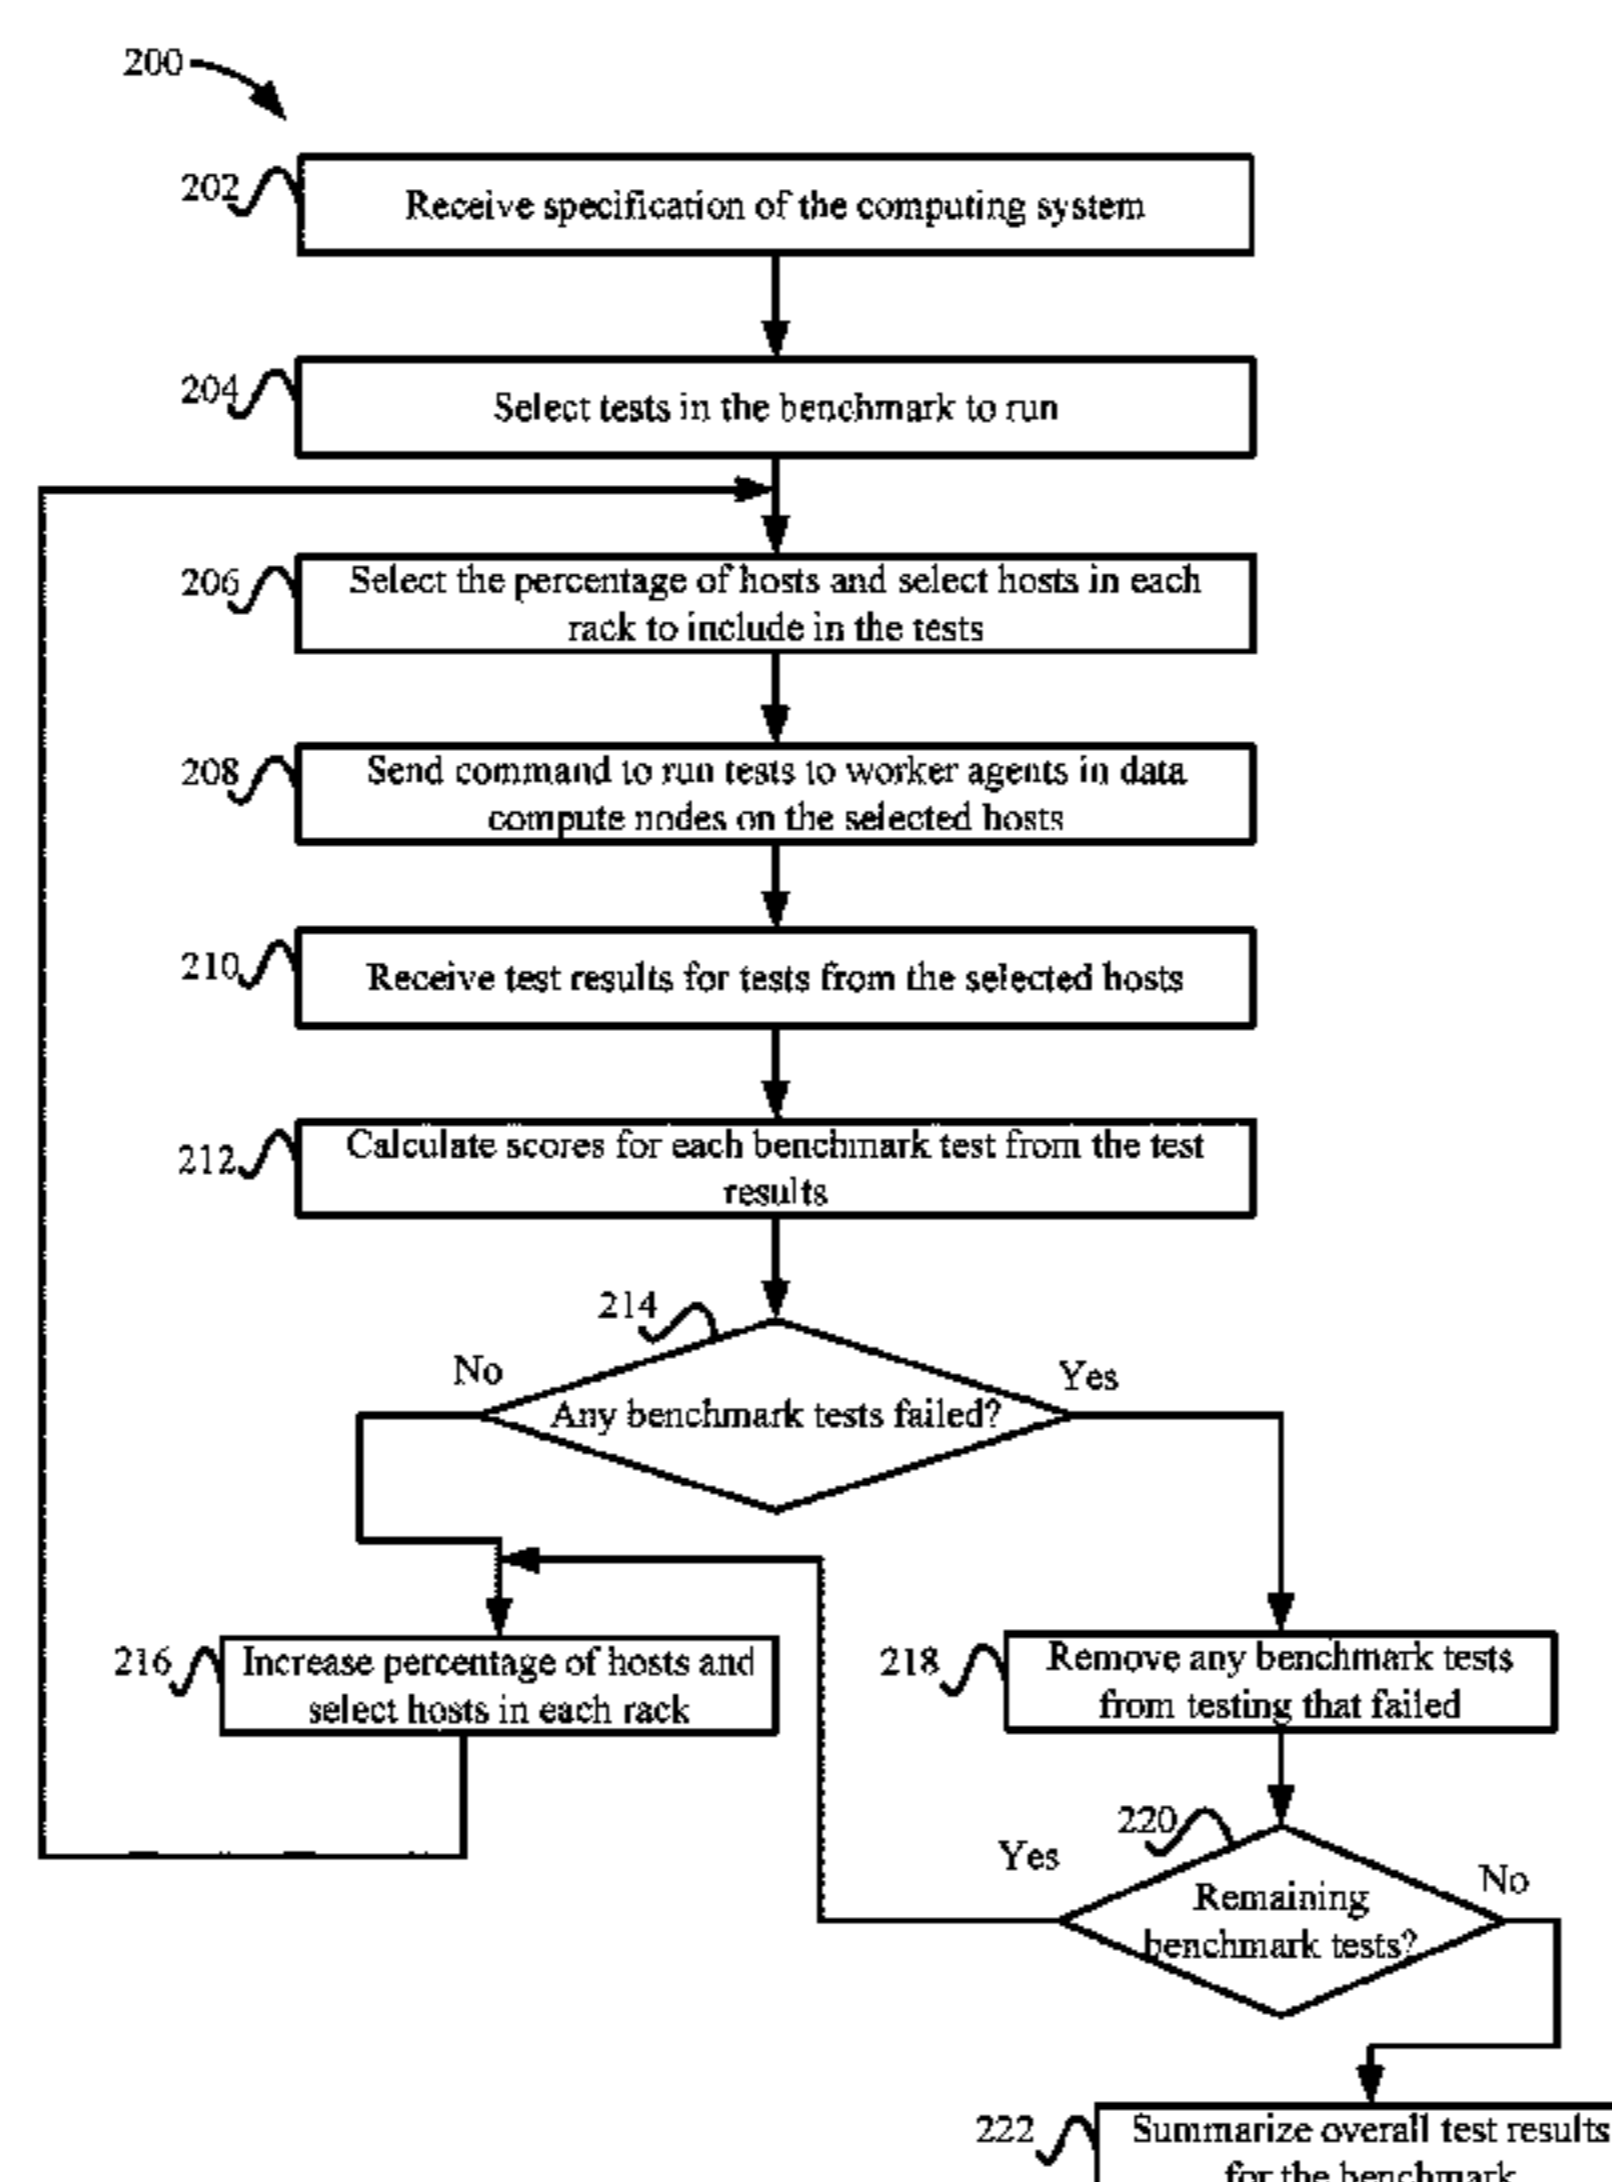 200
202
Receive specification of the computing system
204
Select tests in the benchmark to run
206
Select the percentage of hosts and select hosts in each
rack to include in the tests
208
Send command to run tests to worker agents in data
compute nodes on the selected hosts
210
Receive test results for tests from the selected hosts
212
Calculate scores for each benchmark test from the test
results
214
No
Yes
Any benchmark tests failed?
216
Increase percentage of hosts and
select hosts in each rack
218
Remove any benchmark tests
from testing that failed
220
Yes
No
Remaining
benchmark tests?
222
Summarize overall test results
for the benchmark